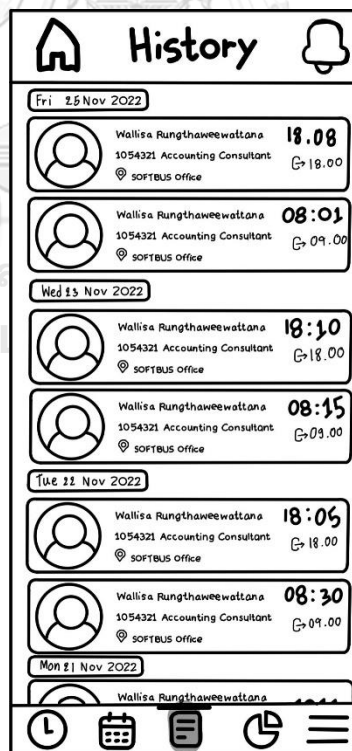 History
Fri 25 Nov 2022
Wallisa Rungthaweewattana 18.08
1054321 Accounting Consultant 18.00
SOFTBUS Office
Wallisa Rungthaweewattana 08:01
1054321 Accounting Consultant 09.00
SOFTBUS Office
Wed 23 Nov 2022
Wallisa Rungthaweewattana 18:10
1054321 Accounting Consultant 18.00
SOFTBUS Office
Wallisa Rungthaweewattana 08:15
1054321 Accounting Consultant 09.00
SOFTBUS Office
Tue 22 Nov 2022
Wallisa Rungthaweewattana 18:05
1054321 Accounting Consultant 18.00
SOFTBUS Office
Wallisa Rungthaweewattana 08:30
1054321 Accounting Consultant 09.00
SOFTBUS Office
Mon 21 Nov 2022
Wallisa Rungthaweewattana